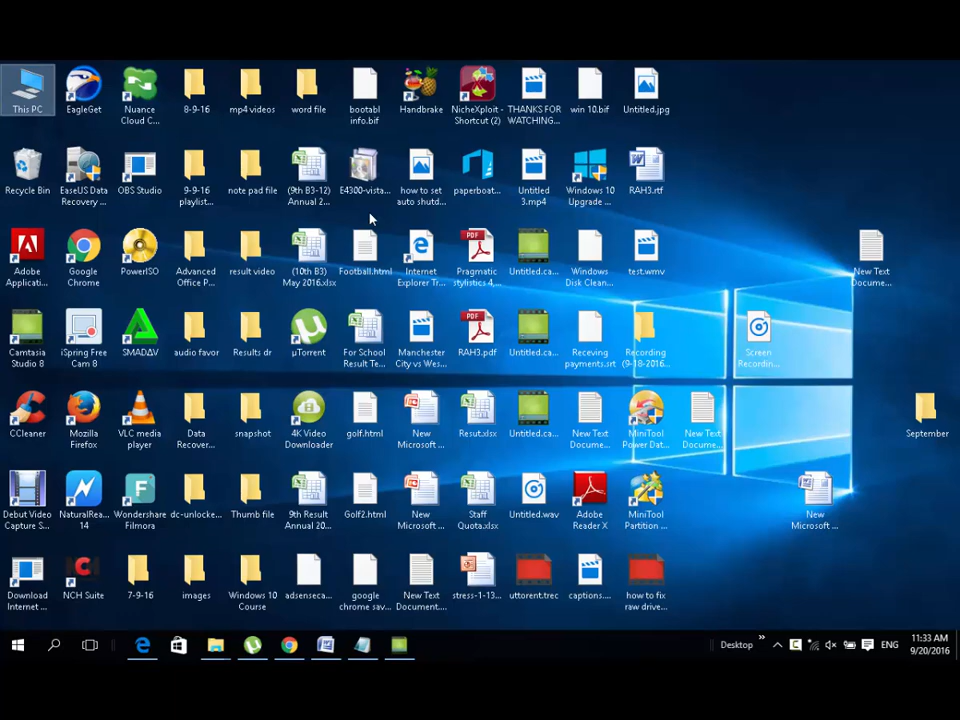 This PC
EagleGet
Nuance
Cloud C...
8-9-16
mp4 videos
word file
bootabl
info.bif
Handbrake
NicheXploit -
Shortcut (2)
THANKS FOR
WATCHING...
win 10.bif
Untitled.jpg
Recycle Bin
EaseUS Data
Recovery ...
OBS Studio
9-9-16
playlist...
note pad file
(9th B3-12)
Annual 2...
E4300-vista...
how to set
auto shutd...
paperboat...
Untitled
3.mp4
Windows 10
Upgrade ...
RAH3.rtf
Adobe
Applicati...
Google
Chrome
PowerISO
Advanced
Office P...
result video
(10th B3)
May 2016.xlsx
Football.html
Internet
Explorer Tr...
Pragmatic
stylistics 4,...
Untitled.ca...
Windows
Disk Clean...
test.wmv
New Text
Docume...
Camtasia
Studio 8
iSpring Free
Cam 8
SMADΔV
audio favor
Results dr
µTorrent
For School
Result Te...
Manchester
City vs Wes...
RAH3.pdf
Untitled.ca...
Receving
payments.srt
Recording
(9-18-2016...
Screen
Recordin...
CCleaner
Mozilla
Firefox
VLC media
player
Data
Recover...
snapshot
4K Video
Downloader
golf.html
New
Microsoft ...
Resut.xlsx
Untitled.ca...
New Text
Docume...
MiniTool
Power Dat...
New Text
Docume...
September
Debut Video
Capture S...
NaturalRea...
14
Wondershare
Filmora
dc-unlocke...
Thumb file
9th Result
Annual 20...
Golf2.html
New
Microsoft ...
Staff
Quota.xlsx
Untitled.wav
Adobe
Reader X
MiniTool
Partition ...
New
Microsoft ...
Download
Internet ...
NCH Suite
7-9-16
images
Windows 10
Course
adsenseca...
google
chrome sav...
New Text
Document...
stress-1-13...
uttorent.trec
captions....
how to fix
raw drive...
Desktop
ENG
11:33 AM
9/20/2016